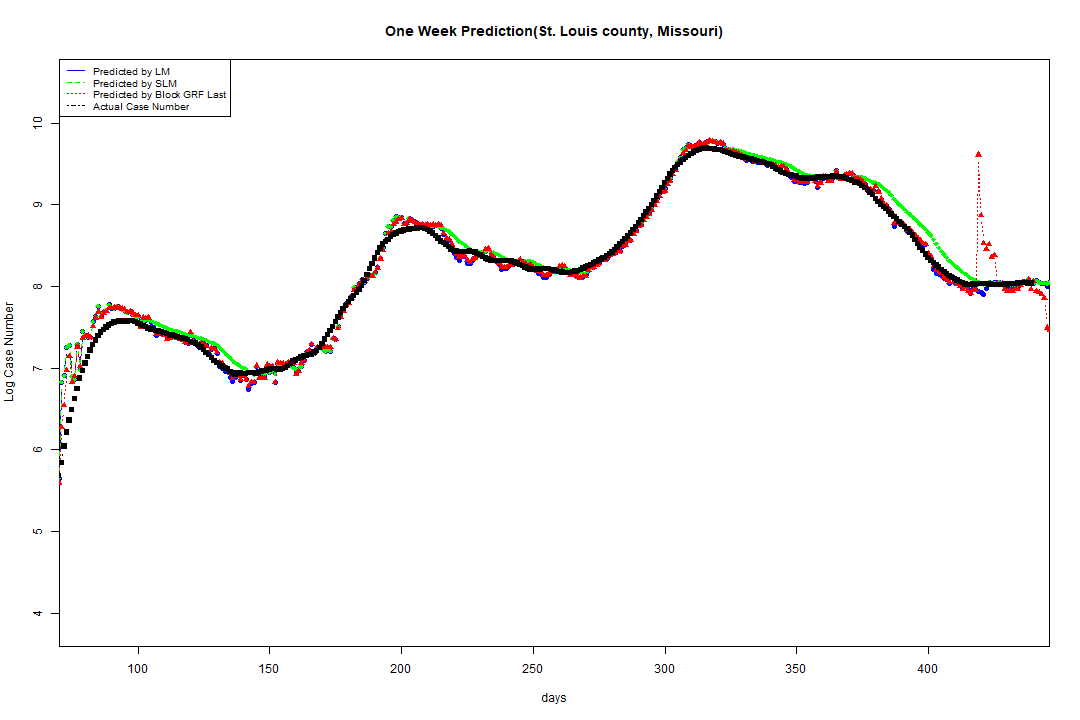 One Week Prediction(St. Louis county, Missouri)
Predicted by LM
Predicted by SLM
Predicted by Block GRF Last
Actual Case Number
10
9
8
7
6
5
4
Log Case Number
100 150 200 250 300 350 400
days